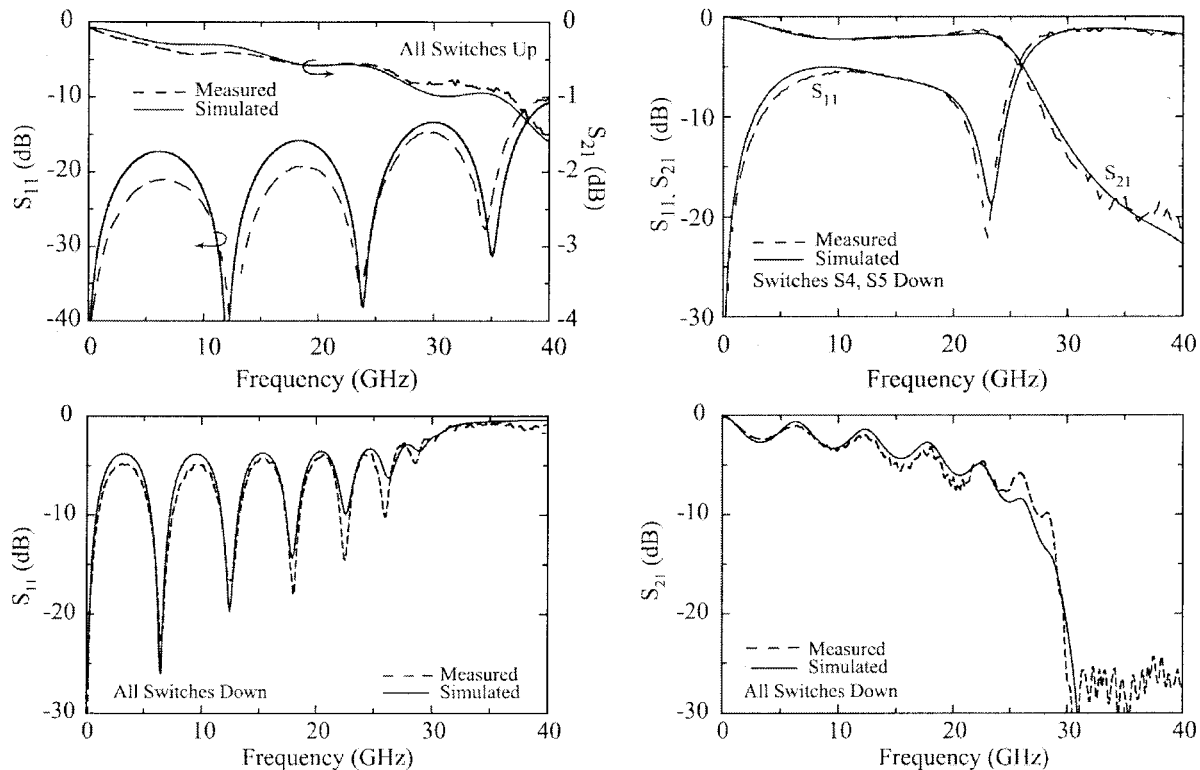 0
-10
-20
-30
-40
S11 (dB)
0
-1
-2
-3
-4
S21 (dB)
All Switches Up
Measured
Simulated
0 10 20 30 40
Frequency (GHz)
0
-10
-20
-30
S11, S21 (dB)
S11
S21
Measured
Simulated
Switches S4, S5 Down
0 10 20 30 40
Frequency (GHz)
0
-10
-20
-30
S11 (dB)
Measured
Simulated
All Switches Down
0 10 20 30 40
Frequency (GHz)
0
-10
-20
-30
S21 (dB)
Measured
Simulated
All Switches Down
0 10 20 30 40
Frequency (GHz)